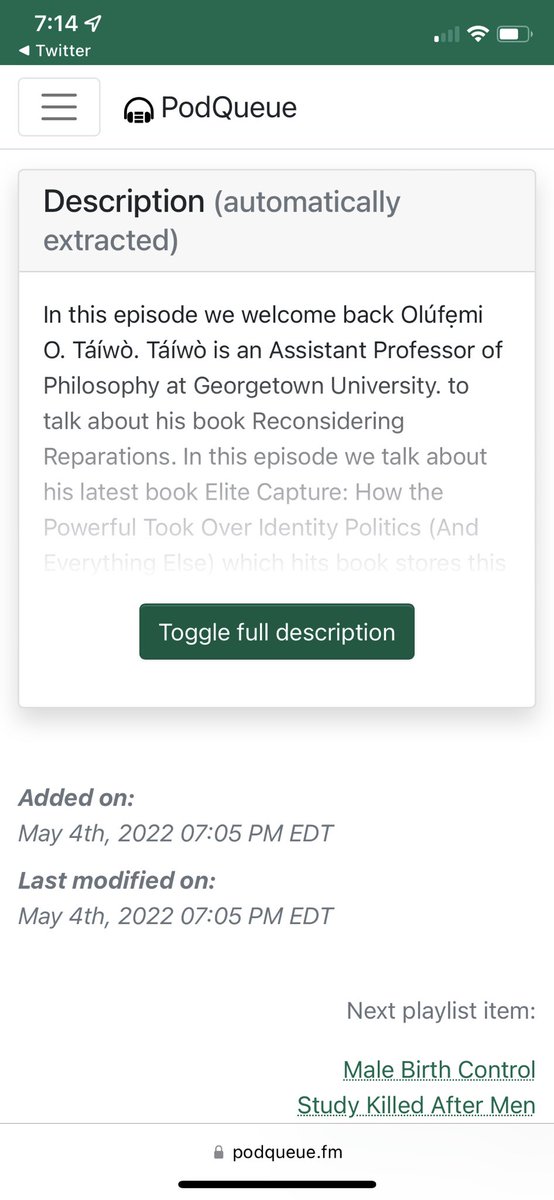 7:14
◀ Twitter
PodQueue
Description (automatically
extracted)
In this episode we welcome back Olúfẹmi
O. Táíwò. Táíwò is an Assistant Professor of
Philosophy at Georgetown University. to
talk about his book Reconsidering
Reparations. In this episode we talk about
his latest book Elite Capture: How the
Powerful Took Over Identity Politics (And
Everything Else) which hits book stores this
Toggle full description
Added on:
May 4th, 2022 07:05 PM EDT
Last modified on:
May 4th, 2022 07:05 PM EDT
Next playlist item:
Male Birth Control
Study Killed After Men
podqueue.fm